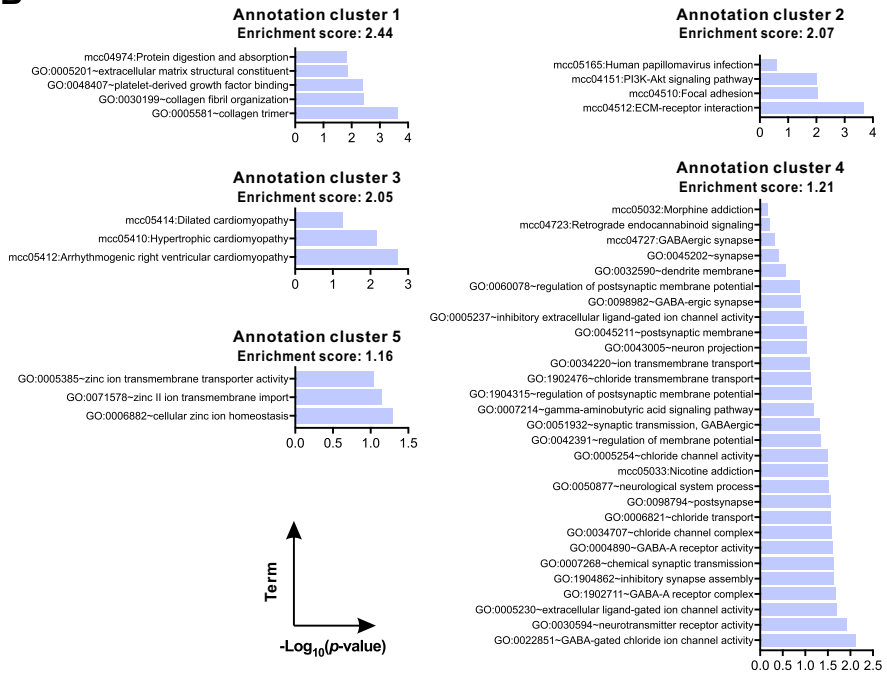 Annotation cluster 1
Enrichment score: 2.44
mcc04974:Protein digestion and absorption
GO:0005201~extracellular matrix structural constituent
GO:0048407~platelet-derived growth factor binding
GO:0030199~collagen fibril organization
GO:0005581~collagen trimer
0 1 2 3 4
Annotation cluster 2
Enrichment score: 2.07
mcc05165:Human papillomavirus infection
mcc04151:PI3K-Akt signaling pathway
mcc04510:Focal adhesion
mcc04512:ECM-receptor interaction
0 1 2 3 4
Annotation cluster 3
Enrichment score: 2.05
mcc05414:Dilated cardiomyopathy
mcc05410:Hypertrophic cardiomyopathy
mcc05412:Arrhythmogenic right ventricular cardiomyopathy
0 1 2 3
Annotation cluster 4
Enrichment score: 1.21
mcc05032:Morphine addiction
mcc04723:Retrograde endocannabinoid signaling
mcc04727:GABAergic synapse
GO:0045202~synapse
GO:0032590~dendrite membrane
GO:0060078~regulation of postsynaptic membrane potential
GO:0098982~GABA-ergic synapse
GO:0005237~inhibitory extracellular ligand-gated ion channel activity
GO:0045211~postsynaptic membrane
GO:0043005~neuron projection
GO:0034220~ion transmembrane transport
GO:1902476~chloride transmembrane transport
GO:1904315~regulation of postsynaptic membrane potential
GO:0007214~gamma-aminobutyric acid signaling pathway
GO:0051932~synaptic transmission, GABAergic
GO:0042391~regulation of membrane potential
GO:0005254~chloride channel activity
mcc05033:Nicotine addiction
GO:0050877~neurological system process
GO:0098794~postsynapse
GO:0006821~chloride transport
GO:0034707~chloride channel complex
GO:0004890~GABA-A receptor activity
GO:0007268~chemical synaptic transmission
GO:1904862~inhibitory synapse assembly
GO:1902711~GABA-A receptor complex
GO:0005230~extracellular ligand-gated ion channel activity
GO:0030594~neurotransmitter receptor activity
GO:0022851~GABA-gated chloride ion channel activity
0.0 0.5 1.0 1.5 2.0 2.5
Annotation cluster 5
Enrichment score: 1.16
GO:0005385~zinc ion transmembrane transporter activity
GO:0071578~zinc II ion transmembrane import
GO:0006882~cellular zinc ion homeostasis
0.0 0.5 1.0 1.5
Term
-Log10(p-value)